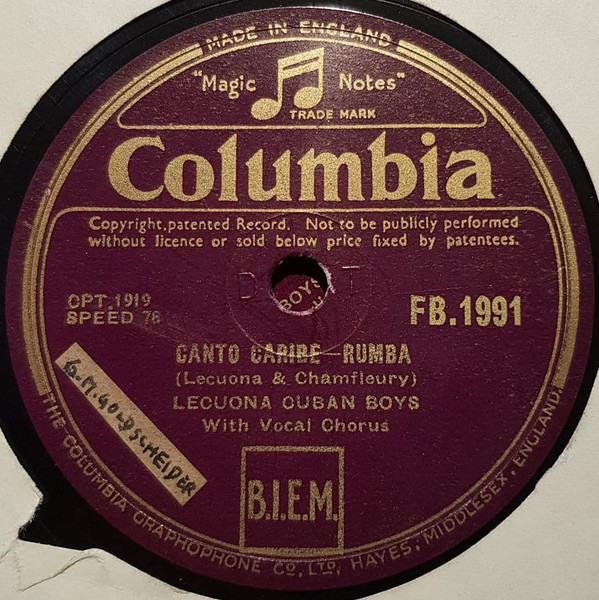 MADE IN ENGLAND
"Magic Notes"
TRADE MARK
Columbia
Copyright, patented Record. Not to be publicly performed
without licence or sold below price fixed by patentees.
BOYS
CPT.1919
SPEED 78
FB.1991
CANTO CARIBE-RUMBA
(Lecuona & Chamfleury)
LECUONA CUBAN BOYS
With Vocal Chorus
B.I.E.M.
THE COLUMBIA GRAPHOPHONE CO., LTD., HAYES, MIDDLESEX, ENGLAND